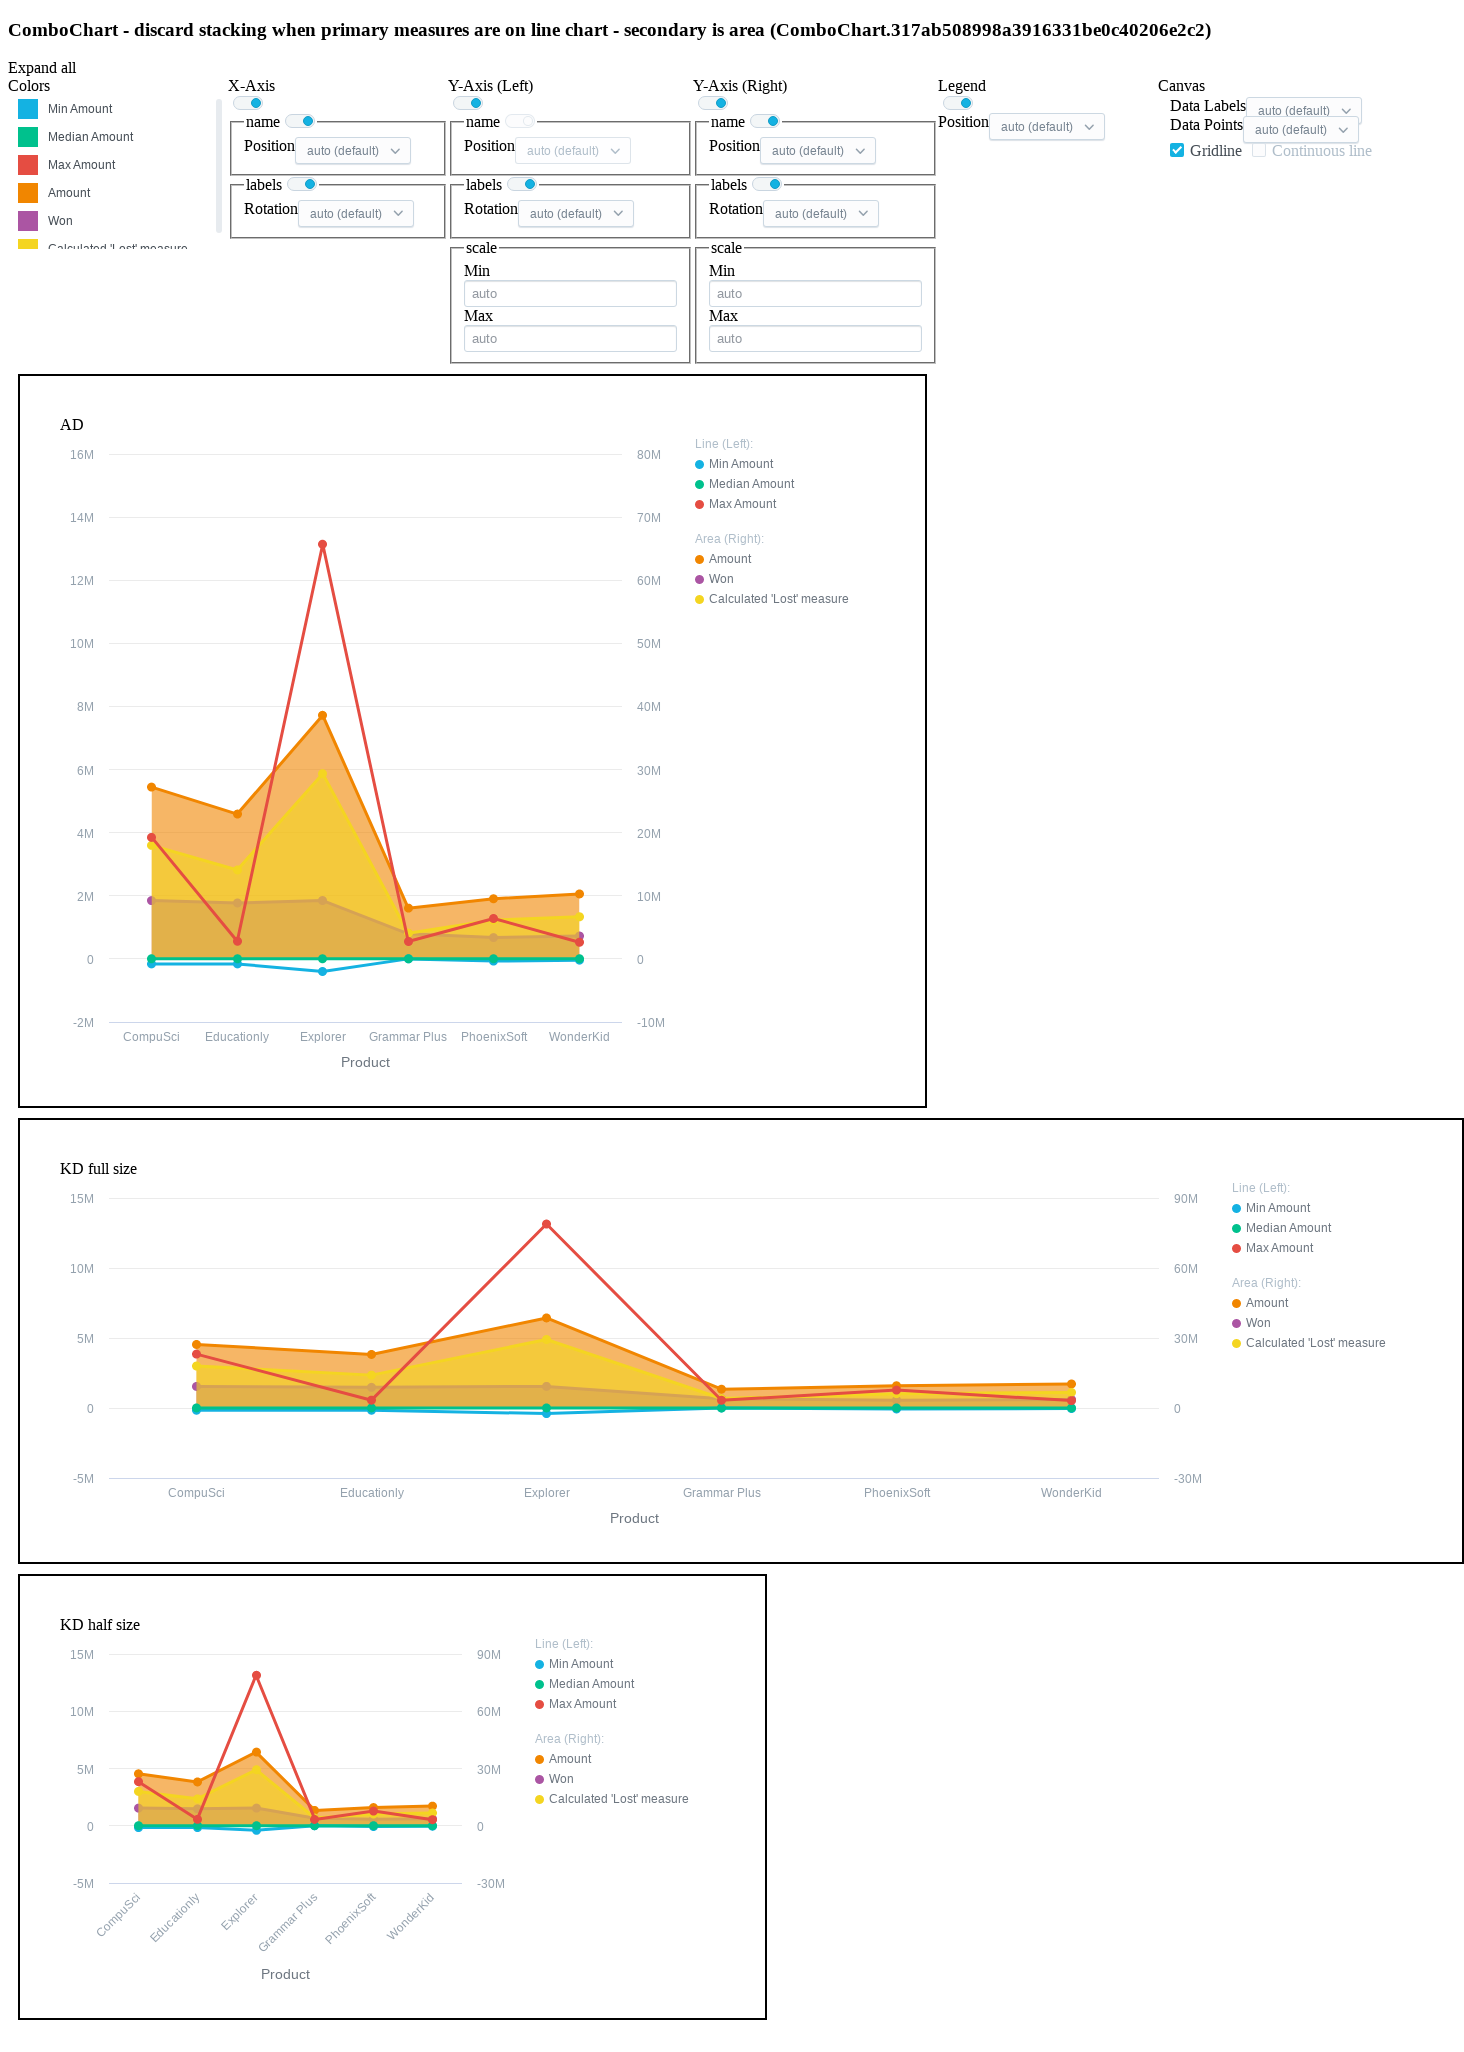 ComboChart - discard stacking when primary measures are on line chart - secondary is area (ComboChart.317ab508998a3916331be0c40206e2c2)
Expand all
Colors
Min Amount
Median Amount
Max Amount
Amount
Won
Calculated 'Lost' measure
X-Axis
name
Position auto (default)
labels
Rotation auto (default)
Y-Axis (Left)
name
Position auto (default)
labels
Rotation auto (default)
scale
Min
auto
Max
auto
Y-Axis (Right)
name
Position auto (default)
labels
Rotation auto (default)
scale
Min
auto
Max
auto
Legend
Position auto (default)
Canvas
Data Labels auto (default)
Data Points auto (default)
Gridline Continuous line
AD
16M
14M
12M
10M
8M
6M
4M
2M
0
-2M
80M
70M
60M
50M
40M
30M
20M
10M
0
-10M
CompuSci Educationly Explorer Grammar Plus PhoenixSoft WonderKid
Product
Line (Left):
Min Amount
Median Amount
Max Amount
Area (Right):
Amount
Won
Calculated 'Lost' measure
KD full size
15M
10M
5M
0
-5M
90M
60M
30M
0
-30M
CompuSci Educationly Explorer Grammar Plus PhoenixSoft WonderKid
Product
Line (Left):
Min Amount
Median Amount
Max Amount
Area (Right):
Amount
Won
Calculated 'Lost' measure
KD half size
15M
10M
5M
0
-5M
90M
60M
30M
0
-30M
CompuSci Educationly Explorer Grammar Plus PhoenixSoft WonderKid
Product
Line (Left):
Min Amount
Median Amount
Max Amount
Area (Right):
Amount
Won
Calculated 'Lost' measure